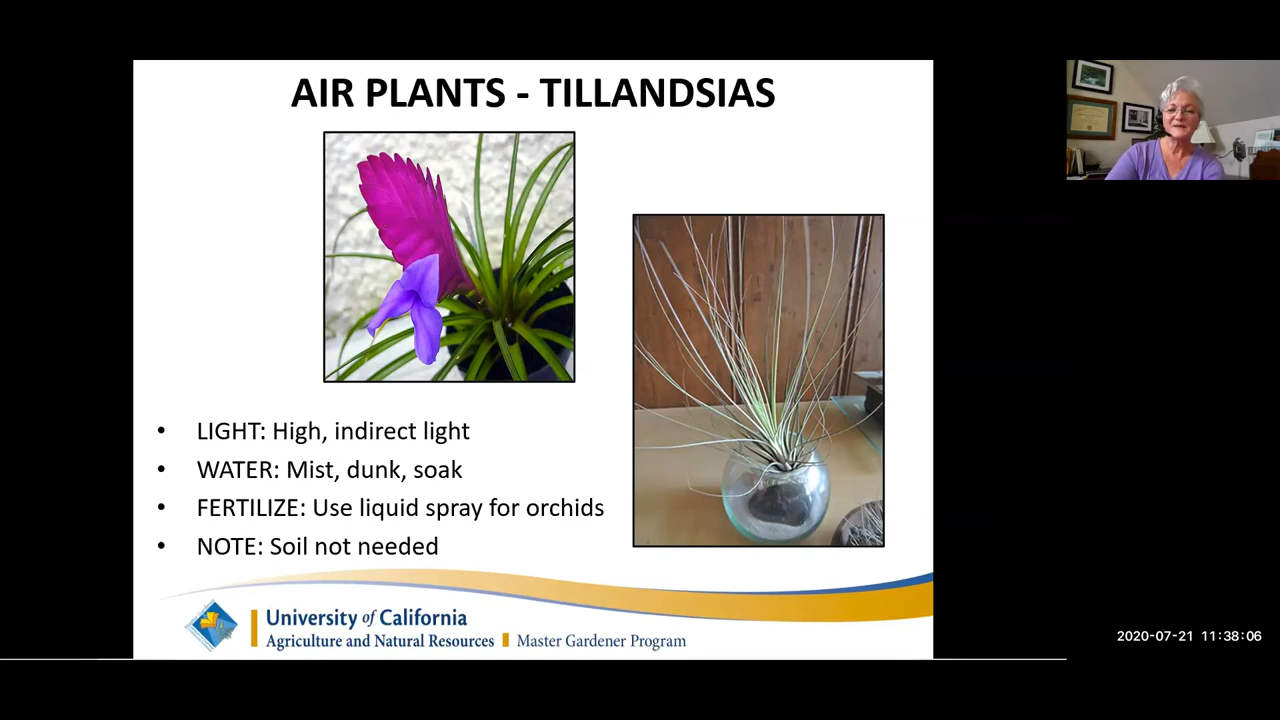 AIR PLANTS - TILLANDSIAS
• LIGHT: High, indirect light
• WATER: Mist, dunk, soak
• FERTILIZE: Use liquid spray for orchids
• NOTE: Soil not needed
University of California
Agriculture and Natural Resources Master Gardener Program
2020-07-21 11:38:06